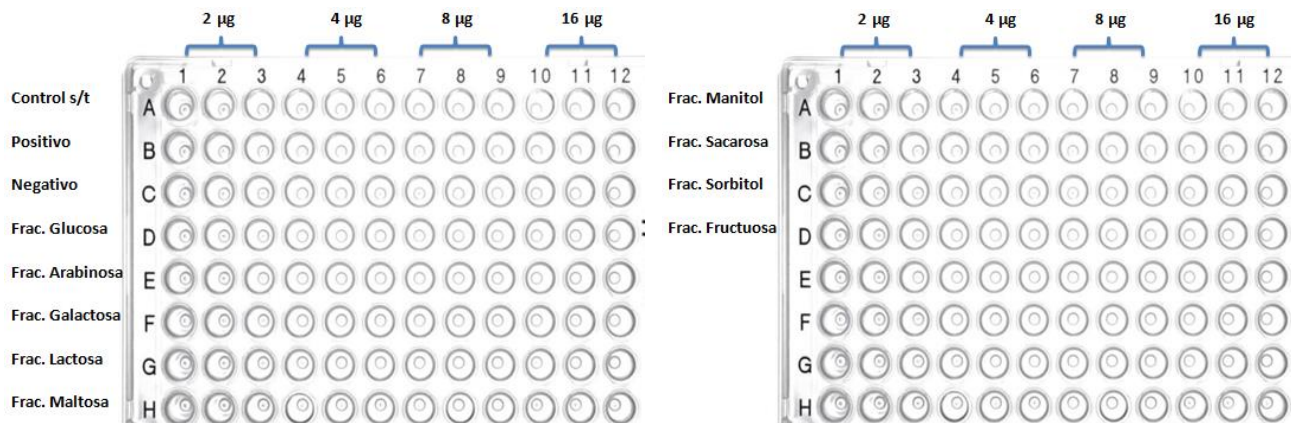 2 µg 4 µg 8 µg 16 µg
1 2 3 4 5 6 7 8 9 10 11 12
Control s/t A
Positivo B
Negativo C
Frac. Glucosa D
Frac. Arabinosa E
Frac. Galactosa F
Frac. Lactosa G
Frac. Maltosa H
2 µg 4 µg 8 µg 16 µg
1 2 3 4 5 6 7 8 9 10 11 12
Frac. Manitol A
Frac. Sacarosa B
Frac. Sorbitol C
Frac. Fructuosa D
E
F
G
H